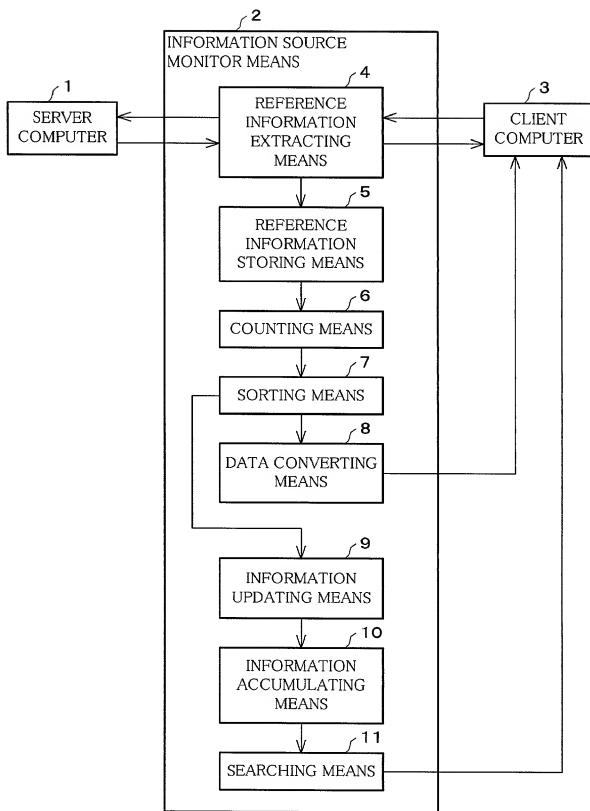 2
INFORMATION SOURCE
MONITOR MEANS
1
SERVER
COMPUTER
4
REFERENCE
INFORMATION
EXTRACTING
MEANS
3
CLIENT
COMPUTER
5
REFERENCE
INFORMATION
STORING MEANS
6
COUNTING MEANS
7
SORTING MEANS
8
DATA CONVERTING
MEANS
9
INFORMATION
UPDATING MEANS
10
INFORMATION
ACCUMULATING
MEANS
11
SEARCHING MEANS